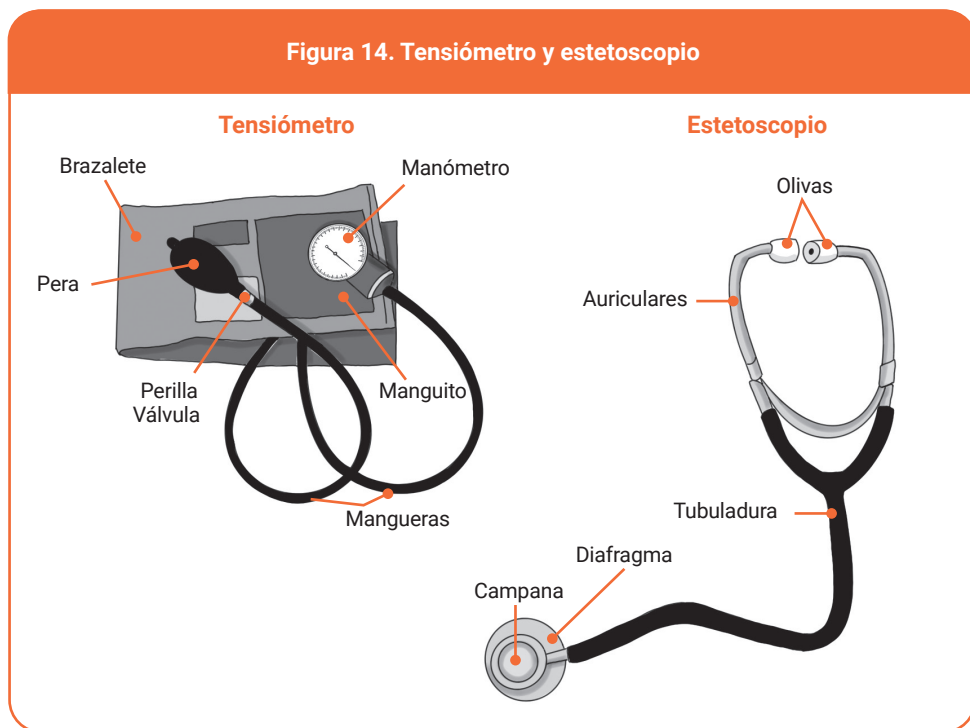 Figura 14. Tensiómetro y estetoscopio
Tensiómetro
Brazalete
Manómetro
Pera
Perilla
Válvula
Manguito
Mangueras
Estetoscopio
Olivas
Auriculares
Tubuladura
Diafragma
Campana